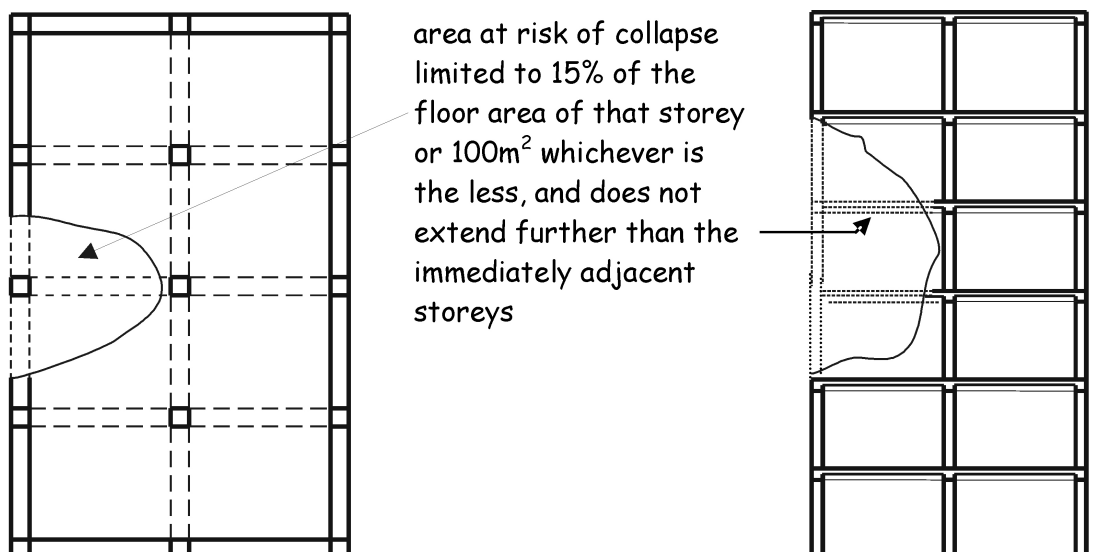 area at risk of collapse
limited to 15% of the
floor area of that storey
or 100m² whichever is
the less, and does not
extend further than the
immediately adjacent
storeys